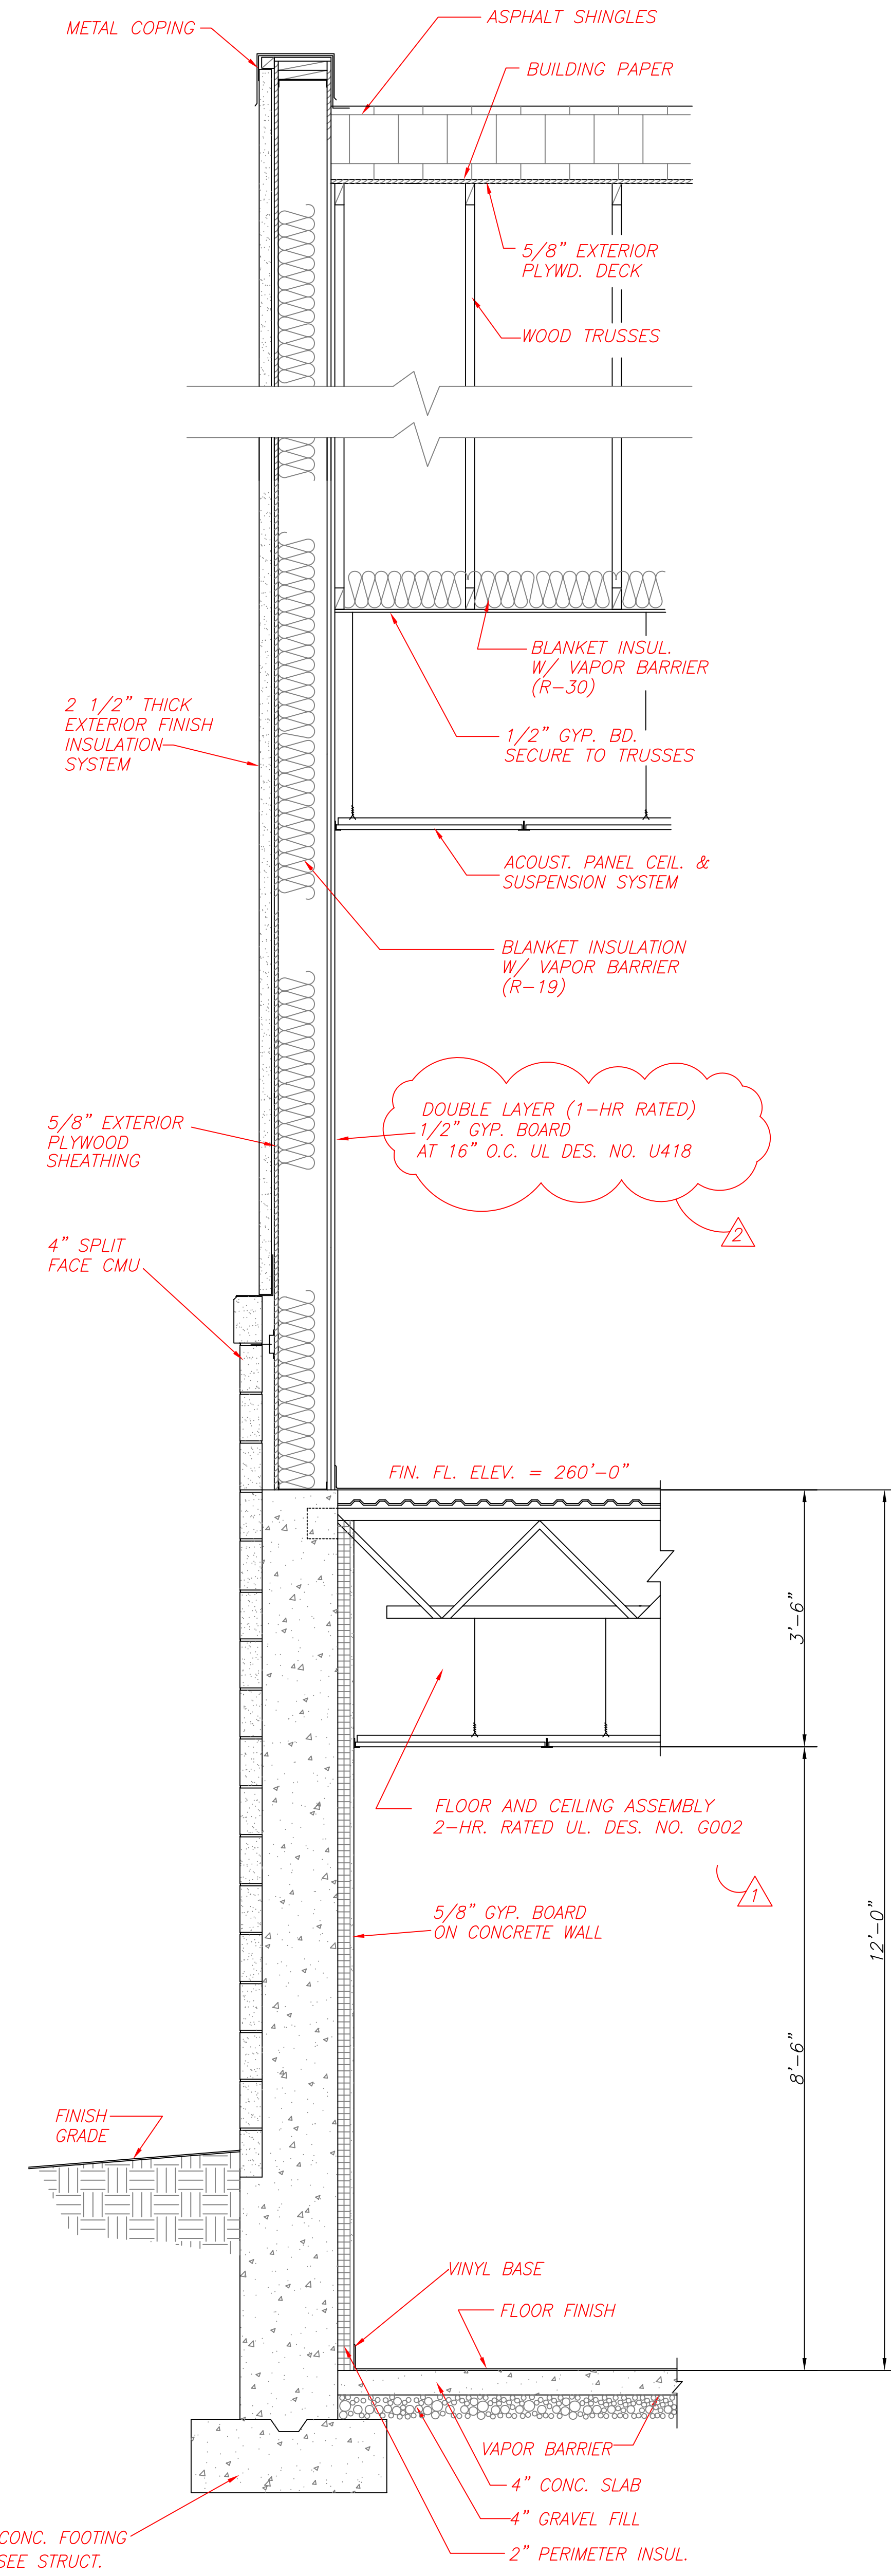 METAL COPING
ASPHALT SHINGLES
BUILDING PAPER
5/8" EXTERIOR
PLYWD. DECK
WOOD TRUSSES
BLANKET INSUL.
W/ VAPOR BARRIER
(R-30)
2 1/2" THICK
EXTERIOR FINISH
INSULATION
SYSTEM
1/2" GYP. BD.
SECURE TO TRUSSES
ACOUST. PANEL CEIL. &
SUSPENSION SYSTEM
BLANKET INSULATION
W/ VAPOR BARRIER
(R-19)
5/8" EXTERIOR
PLYWOOD
SHEATHING
DOUBLE LAYER (1-HR RATED)
1/2" GYP. BOARD
AT 16" O.C. UL DES. NO. U418
2
4" SPLIT
FACE CMU
FIN. FL. ELEV. = 260'-0"
3'-6"
FLOOR AND CEILING ASSEMBLY
2-HR. RATED UL. DES. NO. G002
1
5/8" GYP. BOARD
ON CONCRETE WALL
12'-0"
8'-6"
FINISH
GRADE
VINYL BASE
FLOOR FINISH
VAPOR BARRIER
4" CONC. SLAB
4" GRAVEL FILL
2" PERIMETER INSUL.
CONC. FOOTING
SEE STRUCT.